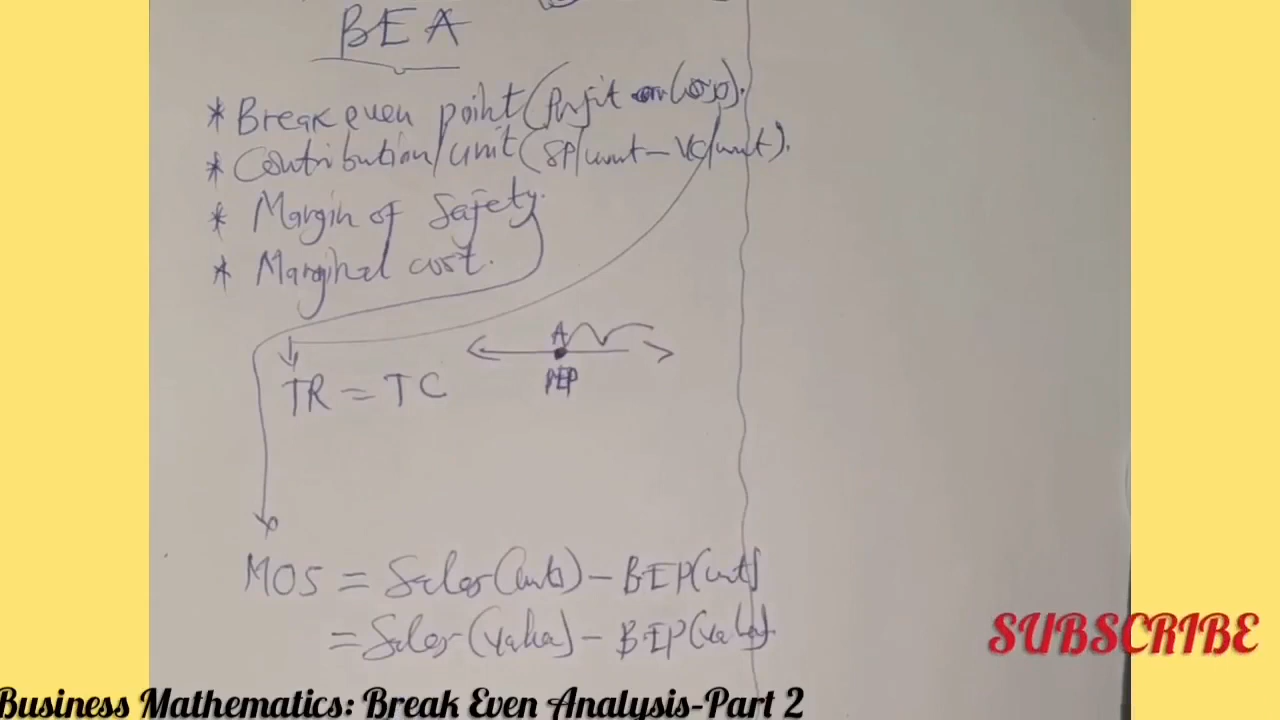 BEA
* Break even point (Profit or loss).
* Contribution/unit (SP/unit - VC/unit).
* Margin of Safety.
* Marginal cost.
A
TR = TC
BEP
MOS = Sales (units) - BEP (units)
= Sales (value) - BEP (value)
SUBSCRIBE
Business Mathematics: Break Even Analysis-Part 2